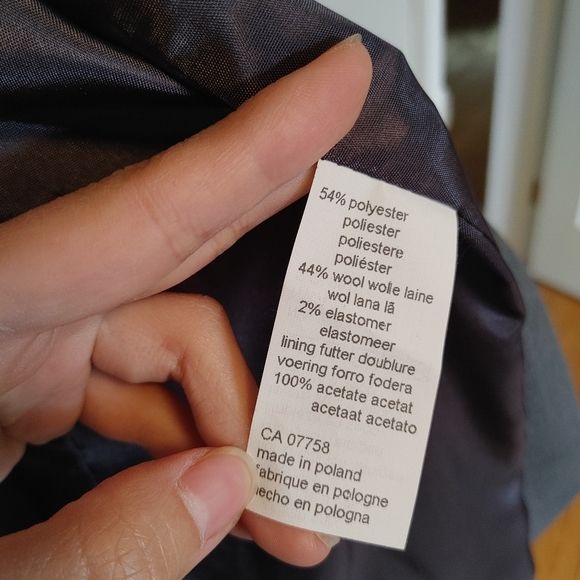 54% polyester
poliester
poliestere
poliéster
44% wool wolle laine
wol lana lã
2% elastomer
elastomeer
lining futter doublure
voering forro fodera
100% acetate acetat
acetaat acetato
CA 07758
made in poland
fabrique en pologne
hecho en pologna